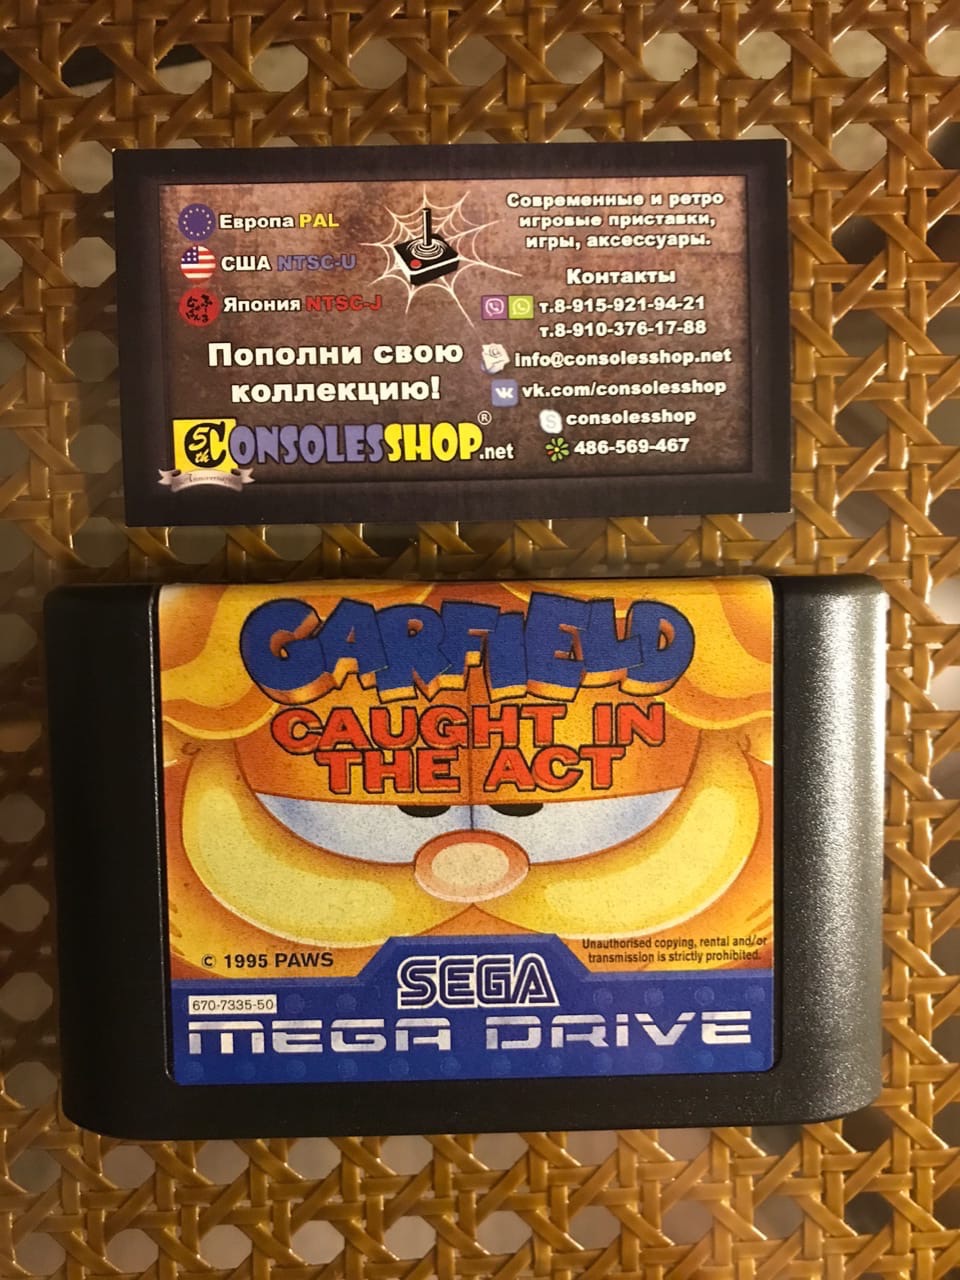 Европа PAL
США NTSC-U
Япония NTSC-J
Пополни свою
коллекцию!
5th CONSOLESSHOP.net ®
Anniversary
Современные и ретро
игровые приставки,
игры, аксессуары.
Контакты
т.8-915-921-94-21
т.8-910-376-17-88
info@consolesshop.net
vk.com/consolesshop
consolesshop
486-569-467
GARFIELD
CAUGHT IN
THE ACT
© 1995 PAWS
Unauthorised copying, rental and/or
transmission is strictly prohibited.
SEGA
670-7335-50
MEGA DRIVE